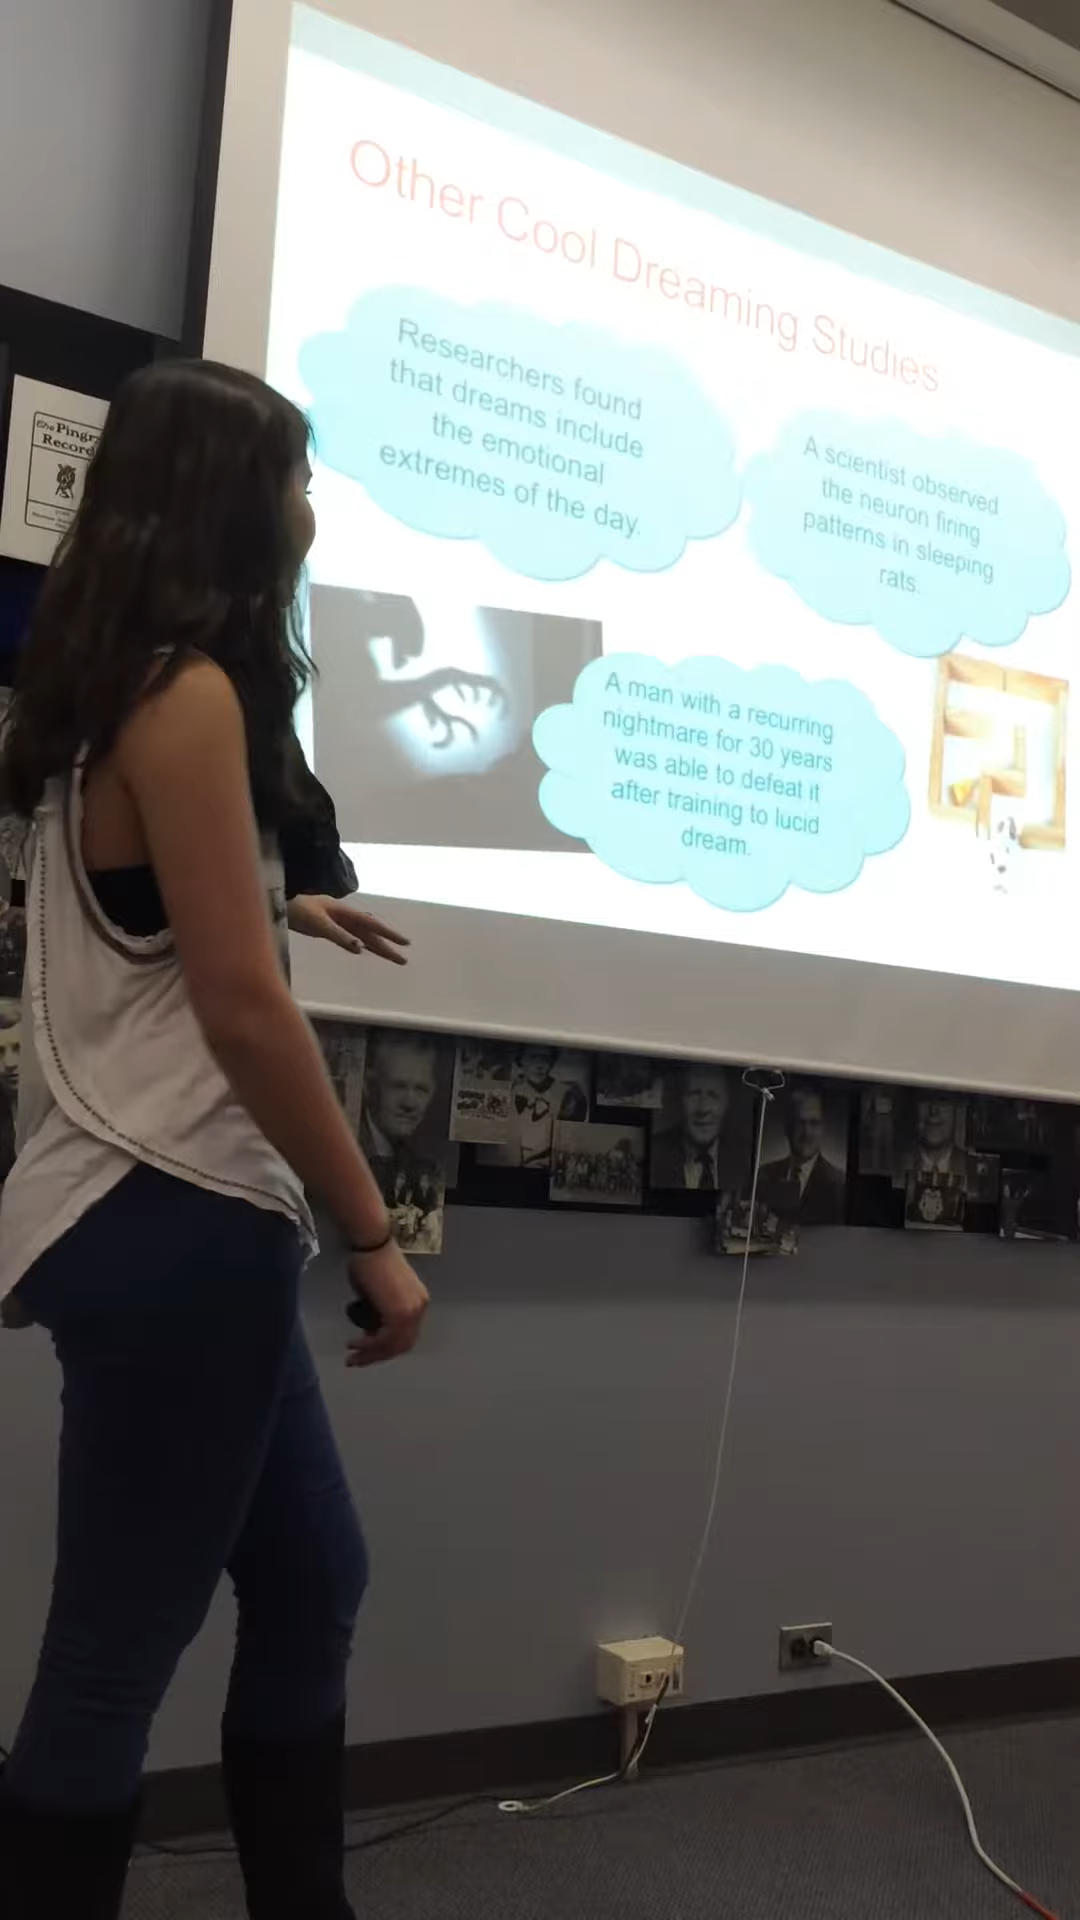 Other Cool Dreaming Studies
Researchers found
that dreams include
the emotional
extremes of the day.
A scientist observed
the neuron firing
patterns in sleeping
rats.
A man with a recurring
nightmare for 30 years
was able to defeat it
after training to lucid
dream.
The
Record